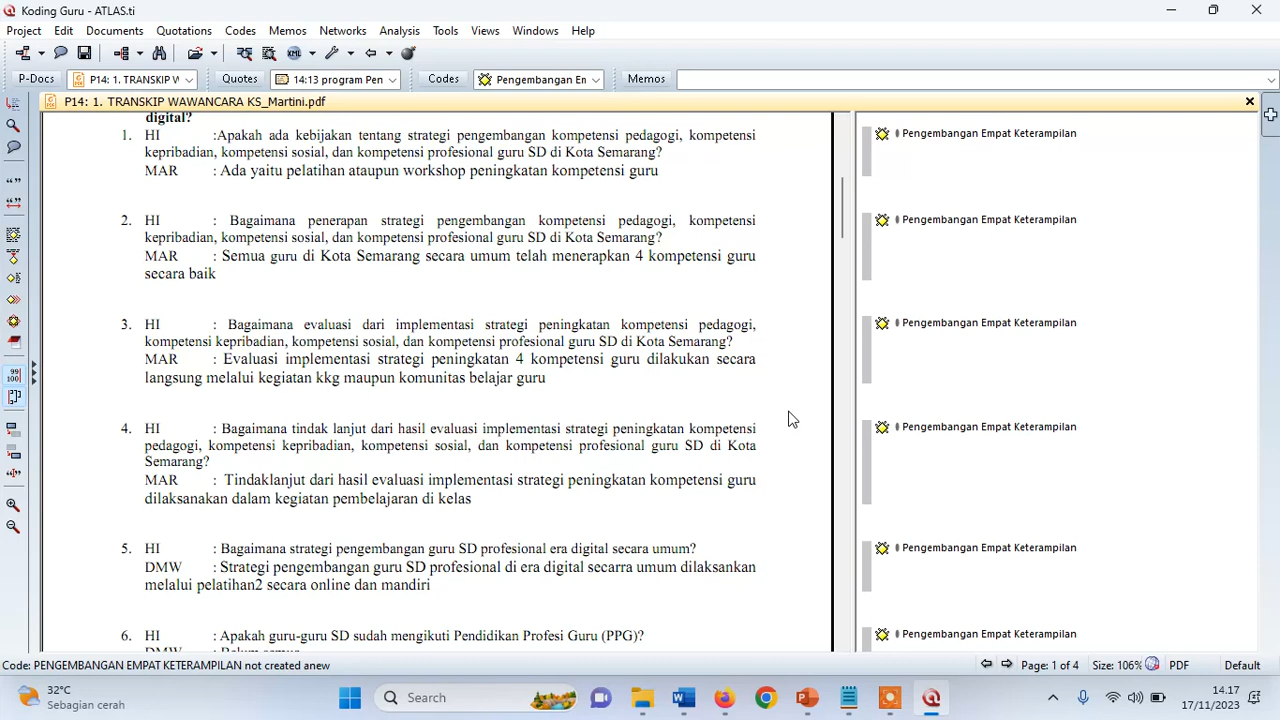 Koding Guru - ATLAS.ti
Project Edit Documents Quotations Codes Memos Networks Analysis Tools Views Windows Help
P-Docs P14: 1. TRANSKIP W Quotes 14:13 program Pen Codes Pengembangan En Memos
P14: 1. TRANSKIP WAWANCARA KS_Martini.pdf
digital?
1. HI :Apakah ada kebijakan tentang strategi pengembangan kompetensi pedagogi, kompetensi
kepribadian, kompetensi sosial, dan kompetensi profesional guru SD di Kota Semarang?
MAR : Ada yaitu pelatihan ataupun workshop peningkatan kompetensi guru
Pengembangan Empat Keterampilan
2. HI : Bagaimana penerapan strategi pengembangan kompetensi pedagogi, kompetensi
kepribadian, kompetensi sosial, dan kompetensi profesional guru SD di Kota Semarang?
MAR : Semua guru di Kota Semarang secara umum telah menerapkan 4 kompetensi guru
secara baik
Pengembangan Empat Keterampilan
3. HI : Bagaimana evaluasi dari implementasi strategi peningkatan kompetensi pedagogi,
kompetensi kepribadian, kompetensi sosial, dan kompetensi profesional guru SD di Kota Semarang?
MAR : Evaluasi implementasi strategi peningkatan 4 kompetensi guru dilakukan secara
langsung melalui kegiatan kkg maupun komunitas belajar guru
Pengembangan Empat Keterampilan
4. HI : Bagaimana tindak lanjut dari hasil evaluasi implementasi strategi peningkatan kompetensi
pedagogi, kompetensi kepribadian, kompetensi sosial, dan kompetensi profesional guru SD di Kota
Semarang?
MAR : Tindaklanjut dari hasil evaluasi implementasi strategi peningkatan kompetensi guru
dilaksanakan dalam kegiatan pembelajaran di kelas
Pengembangan Empat Keterampilan
5. HI : Bagaimana strategi pengembangan guru SD profesional era digital secara umum?
DMW : Strategi pengembangan guru SD profesional di era digital secarra umum dilaksankan
melalui pelatihan2 secara online dan mandiri
Pengembangan Empat Keterampilan
6. HI : Apakah guru-guru SD sudah mengikuti Pendidikan Profesi Guru (PPG)?
Pengembangan Empat Keterampilan
Code: PENGEMBANGAN EMPAT KETERAMPILAN not created anew
Page: 1 of 4 Size: 106% PDF Default
32°C
Sebagian cerah
Search
14.17
17/11/2023